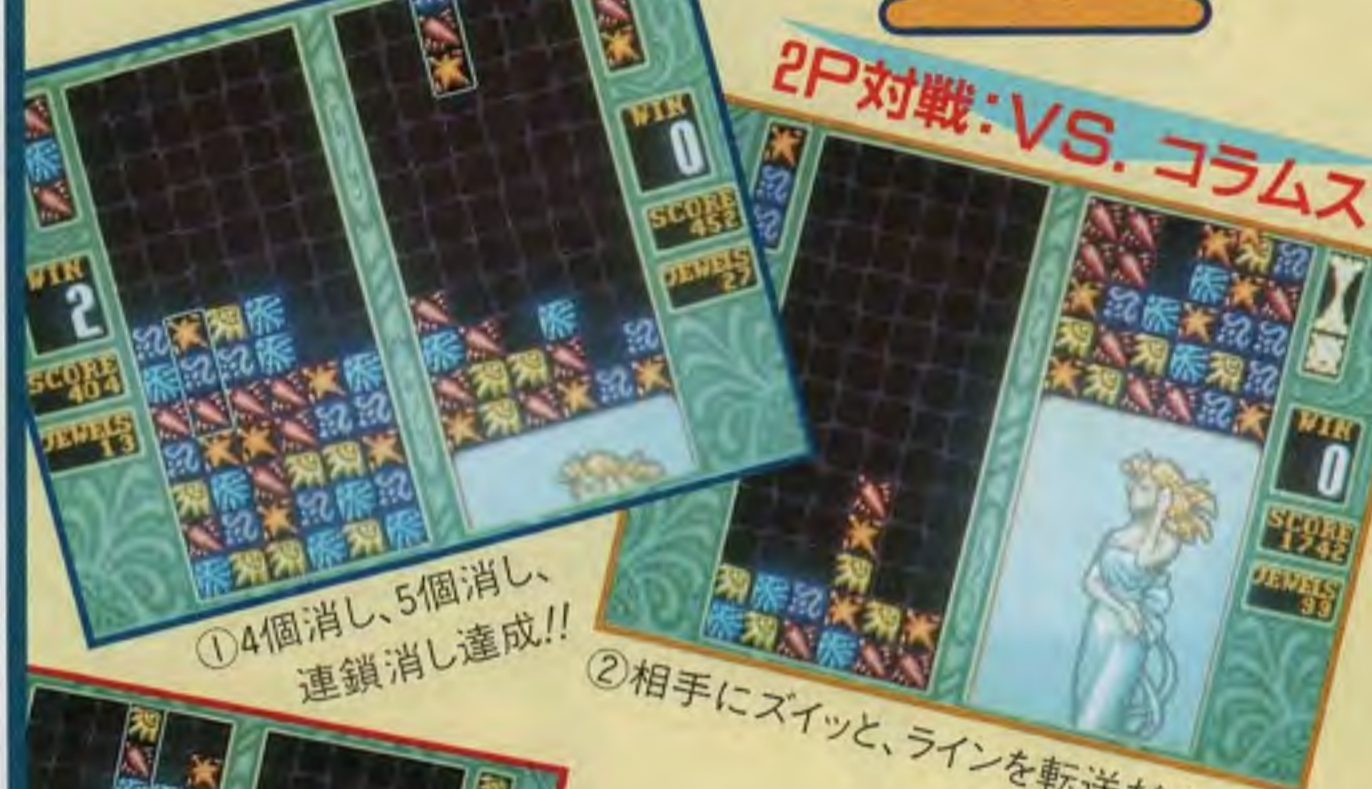 2P対戦:VS. コラムス
WIN
0
SCORE
452
JEWELS
27
WIN
2
SCORE
404
JEWELS
13
WIN
0
SCORE
1742
JEWELS
99
①4個消し、5個消し、
連鎖消し達成!!
②相手にズイッと、ラインを転送